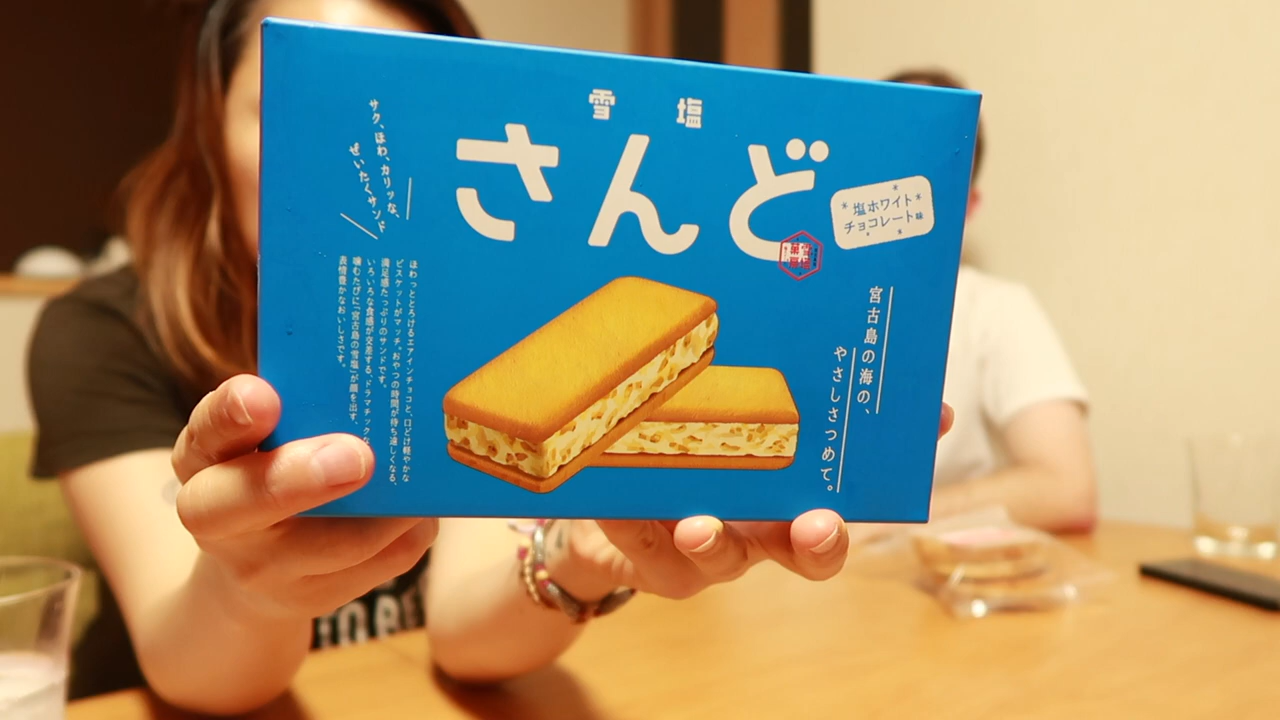 雪塩
さんど
塩ホワイト
チョコレート味
サク、ほわ、カリッな、
ぜいたくサンド
ほわっととろけるエアインチョコと、口どけ軽やかな
ビスケットがマッチ。おやつの時間が待ち遠しくなる、
満足感たっぷりのサンドです。
いろいろな食感が交差する、ドラマチックな
噛むたびに「宮古島の雪塩」が顔を出す、
表情豊かなおいしさです。
宮古島の海の、
やさしさつめて。